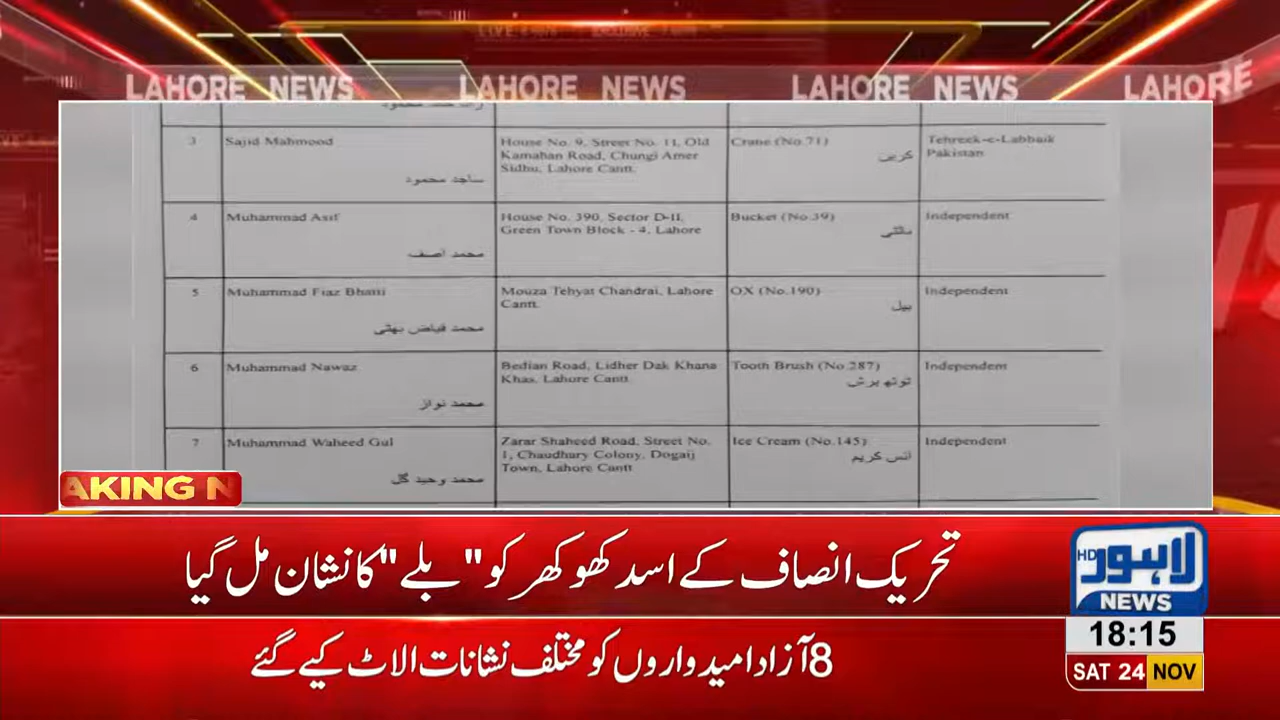 LAHORE NEWS LAHORE NEWS LAHORE NEWS LAHORE
3 Sajid Mahmood House No. 9, Street No. 11, Old Crane (No.71) Tehreek-e-Labbaik
Kamahan Road, Chungi Amer کرین Pakistan
Sidhu, Lahore Cantt.
ساجد محمود
4 Muhammad Asif House No. 390, Sector D-II, Bucket (No.39) Independent
Green Town Block - 4, Lahore بالٹی
محمد آصف
5 Muhammad Fiaz Bhatti Mouza Tehyat Chandrai, Lahore OX (No.190) Independent
Cantt. بیل
محمد فیاض بھٹی
6 Muhammad Nawaz Bedian Road, Lidher Dak Khana Tooth Brush (No.287) Independent
Khas, Lahore Cantt ٹوتھ برش
محمد نواز
7 Muhammad Waheed Gul Zarar Shaheed Road, Street No. Ice Cream (No.145) Independent
1, Chaudhary Colony, Dogaij آئس کریم
Town, Lahore Cantt
محمد وحید گل
AKING N
تحریک انصاف کے اسد کھوکھر کو "بلے" کا نشان مل گیا
8 آزاد امیدواروں کو مختلف نشانات الاٹ کیے گئے
HD لاہور
NEWS
18:15
SAT 24 NOV